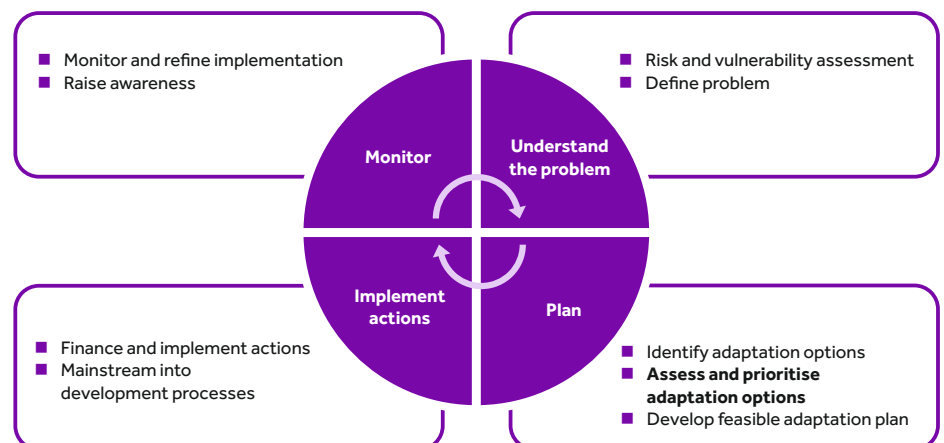 Monitor and refine implementation
Raise awareness
Risk and vulnerability assessment
Define problem
Monitor
Understand
the problem
Implement
actions
Plan
Finance and implement actions
Mainstream into
development processes
Identify adaptation options
Assess and prioritise
adaptation options
Develop feasible adaptation plan